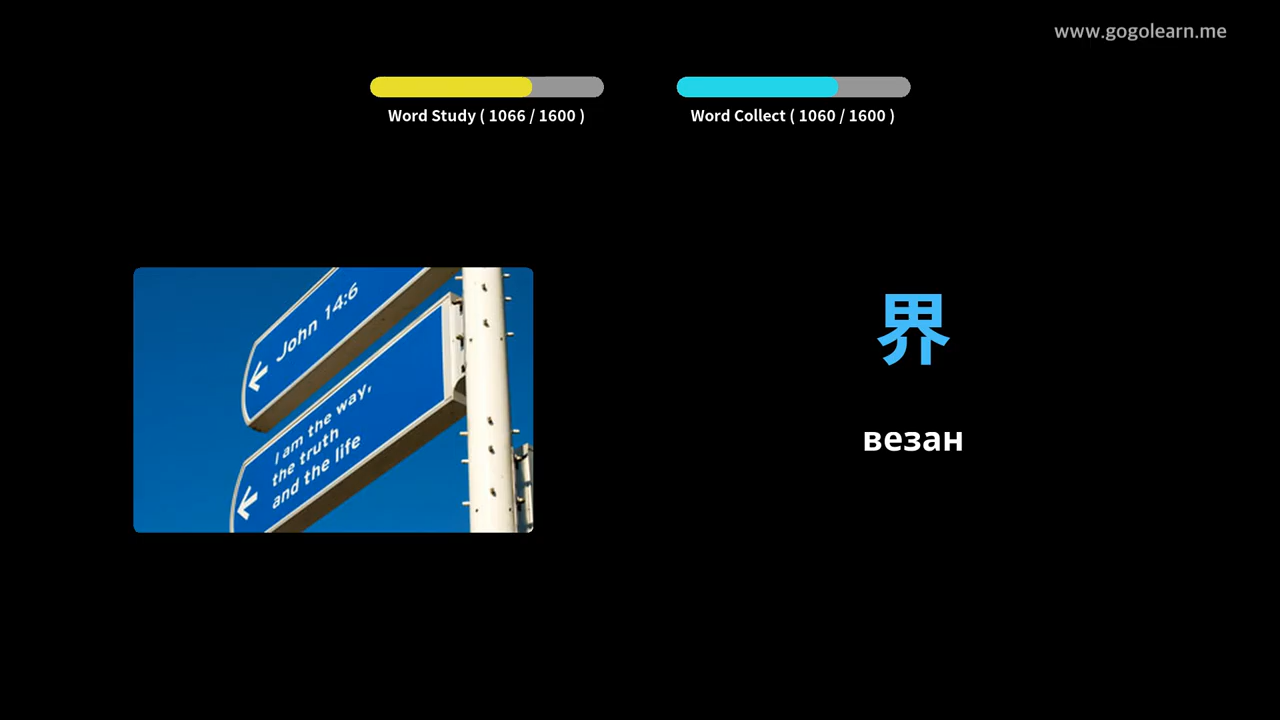 www.gogolearn.me
Word Study ( 1066 / 1600 )
Word Collect ( 1060 / 1600 )
John 14:6
I am the way,
the truth
and the life
界
везан